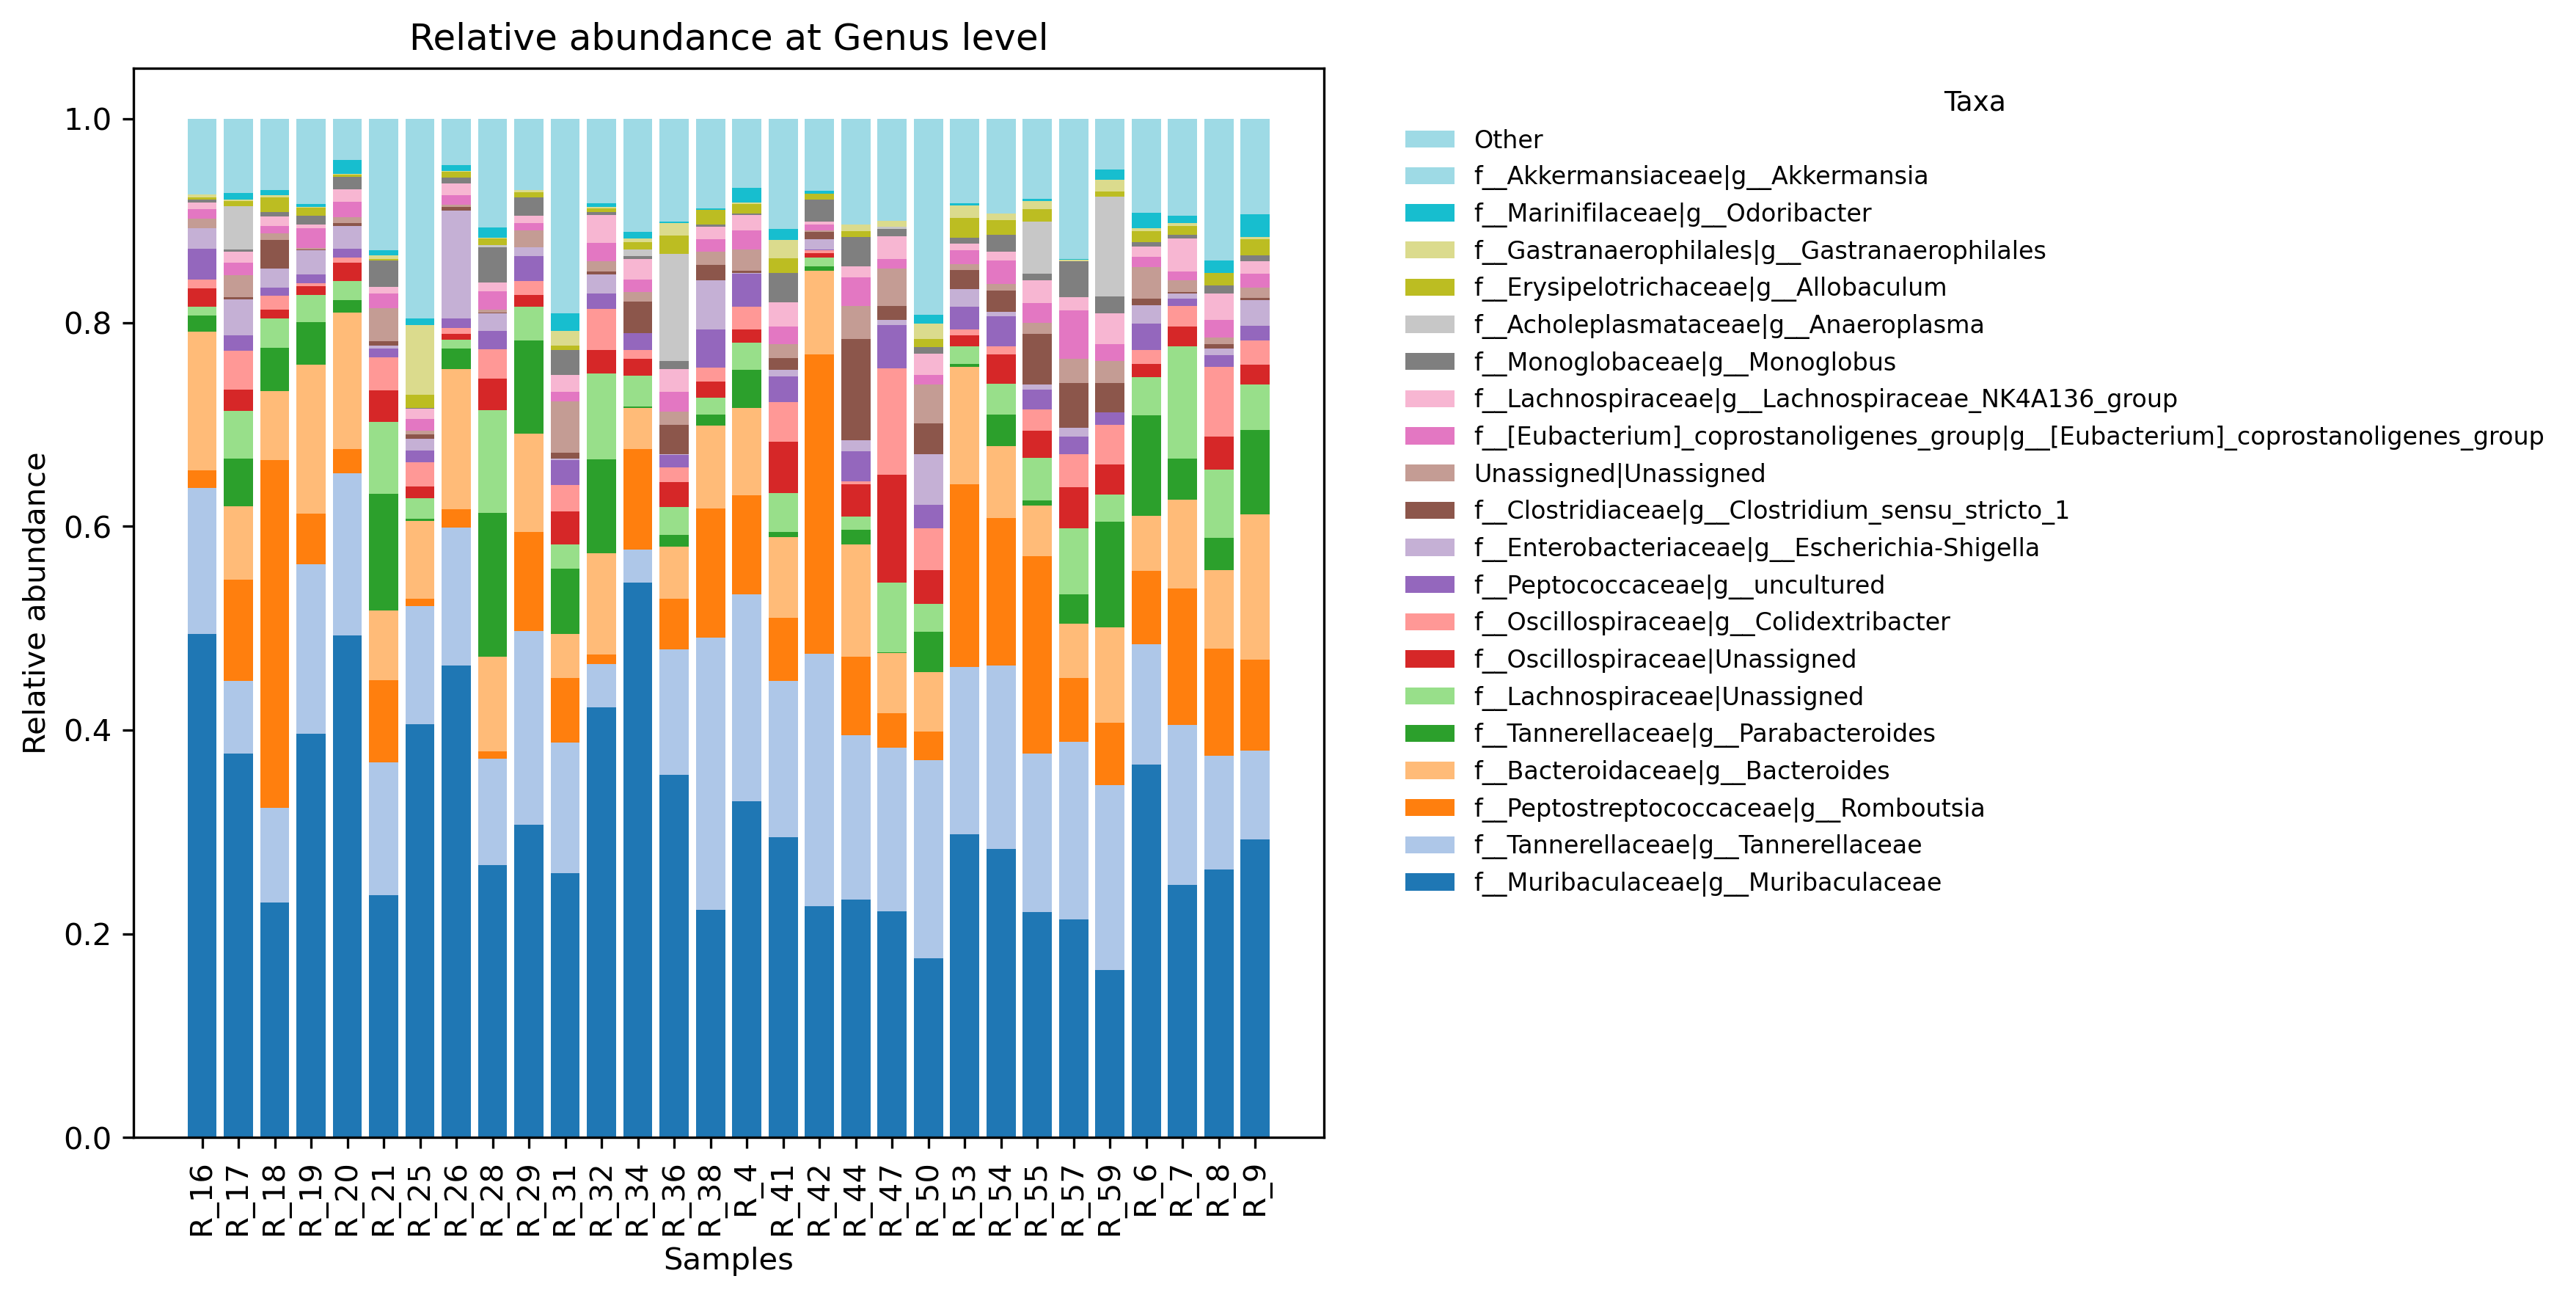 Relative abundance at Genus level
Relative abundance
1.0
0.8
0.6
0.4
0.2
0.0
R_16
R_17
R_18
R_19
R_20
R_21
R_25
R_26
R_28
R_29
R_31
R_32
R_34
R_36
R_38
R_4
R_41
R_42
R_44
R_47
R_50
R_53
R_54
R_55
R_57
R_59
R_6
R_7
R_8
R_9
Samples
Taxa
Other
f__Akkermansiaceae|g__Akkermansia
f__Marinifilaceae|g__Odoribacter
f__Gastranaerophilales|g__Gastranaerophilales
f__Erysipelotrichaceae|g__Allobaculum
f__Acholeplasmataceae|g__Anaeroplasma
f__Monoglobaceae|g__Monoglobus
f__Lachnospiraceae|g__Lachnospiraceae_NK4A136_group
f__[Eubacterium]_coprostanoligenes_group|g__[Eubacterium]_coprostanoligenes_group
Unassigned|Unassigned
f__Clostridiaceae|g__Clostridium_sensu_stricto_1
f__Enterobacteriaceae|g__Escherichia-Shigella
f__Peptococcaceae|g__uncultured
f__Oscillospiraceae|g__Colidextribacter
f__Oscillospiraceae|Unassigned
f__Lachnospiraceae|Unassigned
f__Tannerellaceae|g__Parabacteroides
f__Bacteroidaceae|g__Bacteroides
f__Peptostreptococcaceae|g__Romboutsia
f__Tannerellaceae|g__Tannerellaceae
f__Muribaculaceae|g__Muribaculaceae